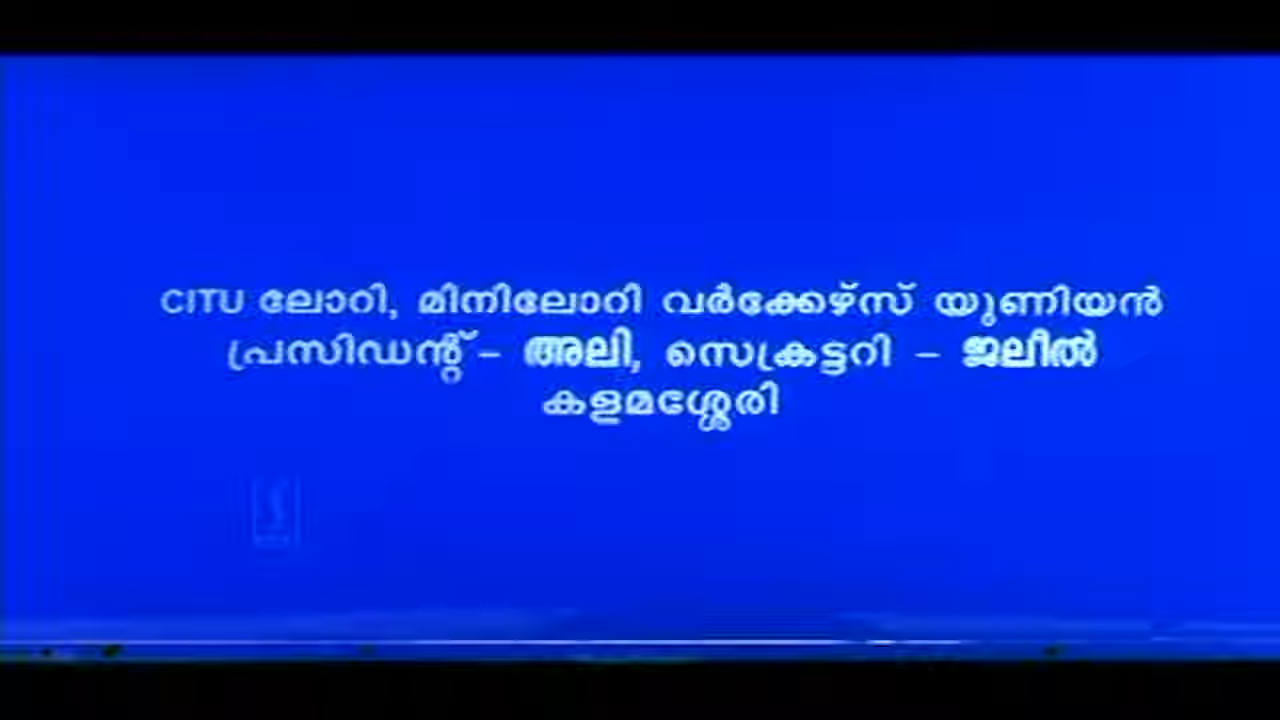 CITU ലോറി, മിനിലോറി വർക്കേഴ്സ് യൂണിയൻ
പ്രസിഡന്റ് – അലി, സെക്രട്ടറി – ജലീൽ
കളമശ്ശേരി